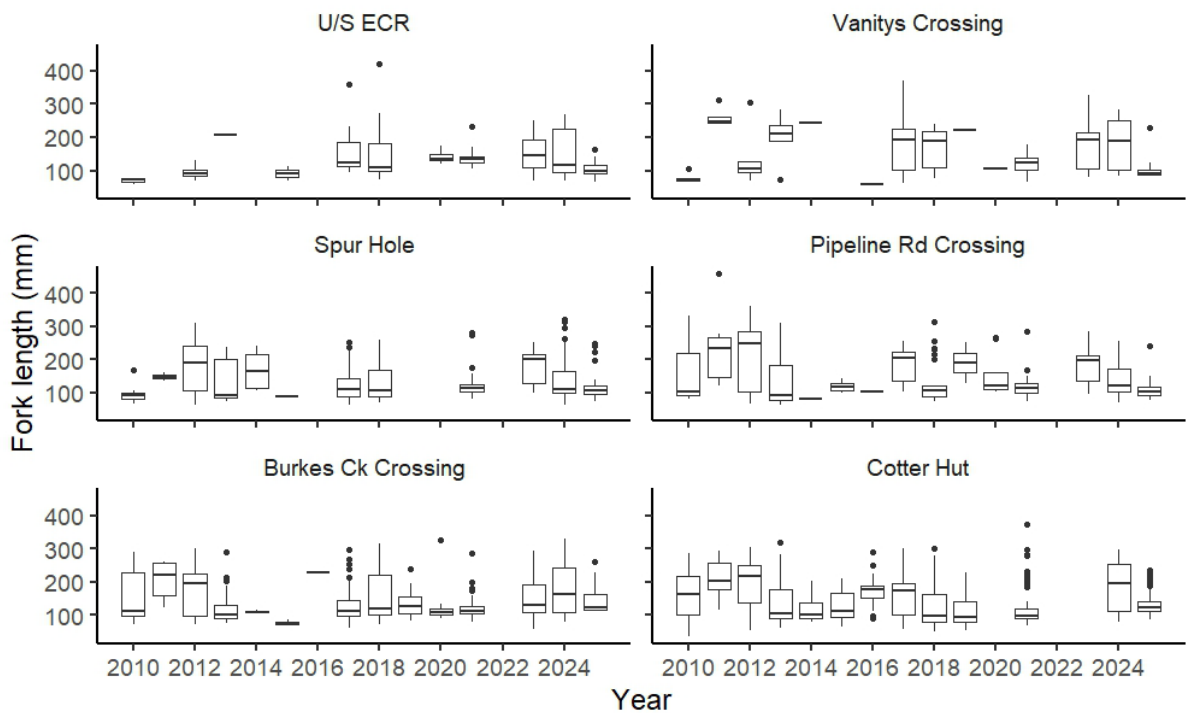 U/S ECR
Vanitys Crossing
400
300
200
100
Spur Hole
Pipeline Rd Crossing
Fork length (mm)
400
300
200
100
Burkes Ck Crossing
Cotter Hut
400
300
200
100
2010 2012 2014 2016 2018 2020 2022 2024
2010 2012 2014 2016 2018 2020 2022 2024
Year